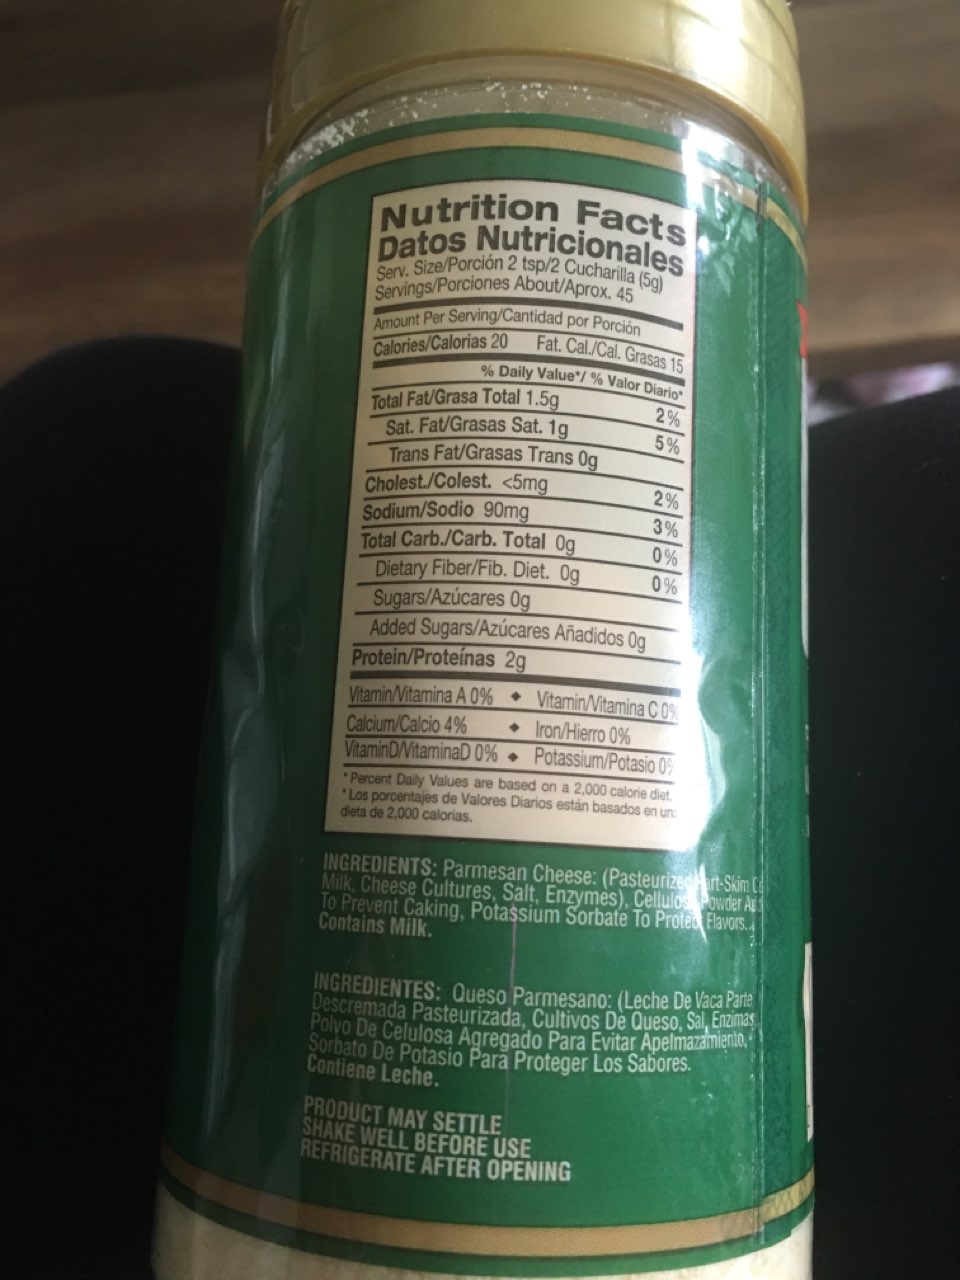 Nutrition Facts
Datos Nutricionales
Serv. Size/Porción 2 tsp/2 Cucharilla (5g)
Servings/Porciones About/Aprox. 45
Amount Per Serving/Cantidad por Porción
Calories/Calorias 20 Fat. Cal./Cal. Grasas 15
% Daily Value*/ % Valor Diario*
Total Fat/Grasa Total 1.5g 2%
Sat. Fat/Grasas Sat. 1g 5%
Trans Fat/Grasas Trans 0g
Cholest./Colest. <5mg 2%
Sodium/Sodio 90mg 3%
Total Carb./Carb. Total 0g 0%
Dietary Fiber/Fib. Diet. 0g 0%
Sugars/Azúcares 0g
Added Sugars/Azúcares Añadidos 0g
Protein/Proteínas 2g
Vitamin/Vitamina A 0% ◆ Vitamin/Vitamina C 0%
Calcium/Calcio 4% ◆ Iron/Hierro 0%
VitaminD/VitaminaD 0% ◆ Potassium/Potasio 0%
* Percent Daily Values are based on a 2,000 calorie diet.
* Los porcentajes de Valores Diarios están basados en una
dieta de 2,000 calorias.
INGREDIENTS: Parmesan Cheese: (Pasteurized Part-Skim
Milk, Cheese Cultures, Salt, Enzymes), Cellulose Powder
To Prevent Caking, Potassium Sorbate To Protect Flavors.
Contains Milk.
INGREDIENTES: Queso Parmesano: (Leche De Vaca Parte
Descremada Pasteurizada, Cultivos De Queso, Sal, Enzimas
Polvo De Celulosa Agregado Para Evitar Apelmazamiento,
Sorbato De Potasio Para Proteger Los Sabores.
Contiene Leche.
PRODUCT MAY SETTLE
SHAKE WELL BEFORE USE
REFRIGERATE AFTER OPENING